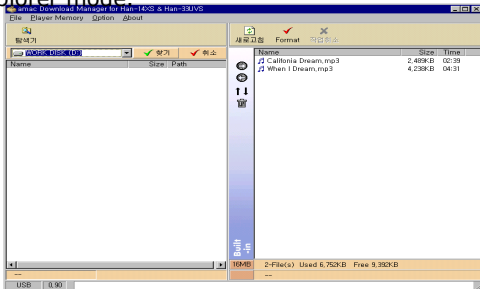 plorer mode.
amac Download Manager for Han-14XS & Han-33UVS
File Player Memory Option About
탐색기
새로고침 Format 작업취소
WORK DISK (D:) 찾기 취소
Name Size Path
Name Size Time
Califonia Dream,mp3 2,489KB 02:39
When I Dream,mp3 4,238KB 04:31
Built
-in
16MB 2-File(s) Used 6,752KB Free 9,392KB
--
--
USB 0,90